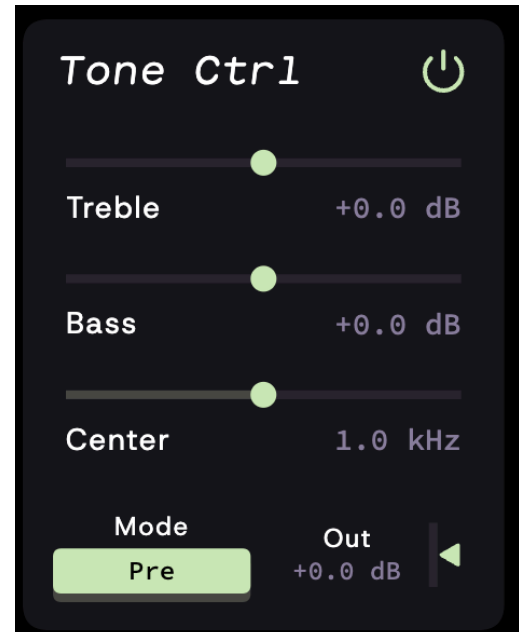 Tone Ctrl
Treble +0.0 dB
Bass +0.0 dB
Center 1.0 kHz
Mode
Pre
Out
+0.0 dB